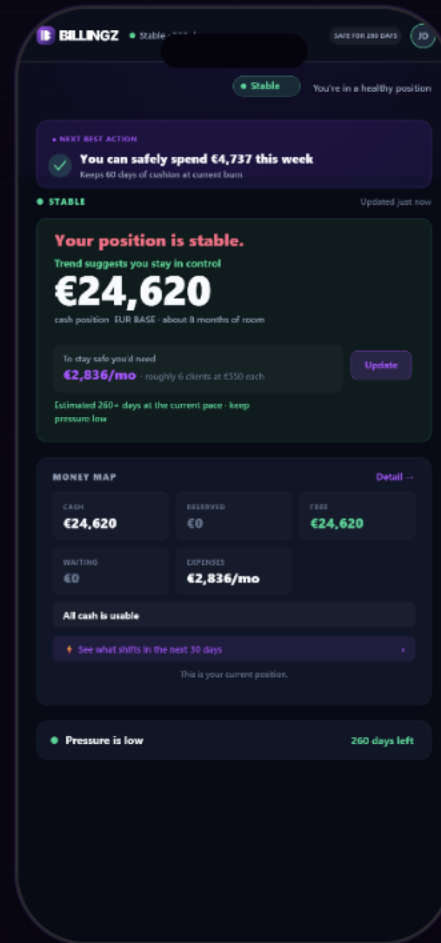 BILLINGZ
Stable
SAFE FOR 260 DAYS
JD
Stable
You're in a healthy position
NEXT BEST ACTION
You can safely spend €4,737 this week
Keeps 60 days of cushion at current burn
STABLE
Updated just now
Your position is stable.
Trend suggests you stay in control
€24,620
cash position EUR BASE · about 8 months of room
To stay safe you'd need
€2,836/mo · roughly 6 clients at €550 each
Update
Estimated 260+ days at the current pace · keep
pressure low
MONEY MAP
Detail →
CASH
€24,620
RESERVED
€0
FREE
€24,620
WAITING
€0
EXPENSES
€2,836/mo
All cash is usable
See what shifts in the next 30 days
This is your current position.
Pressure is low
260 days left